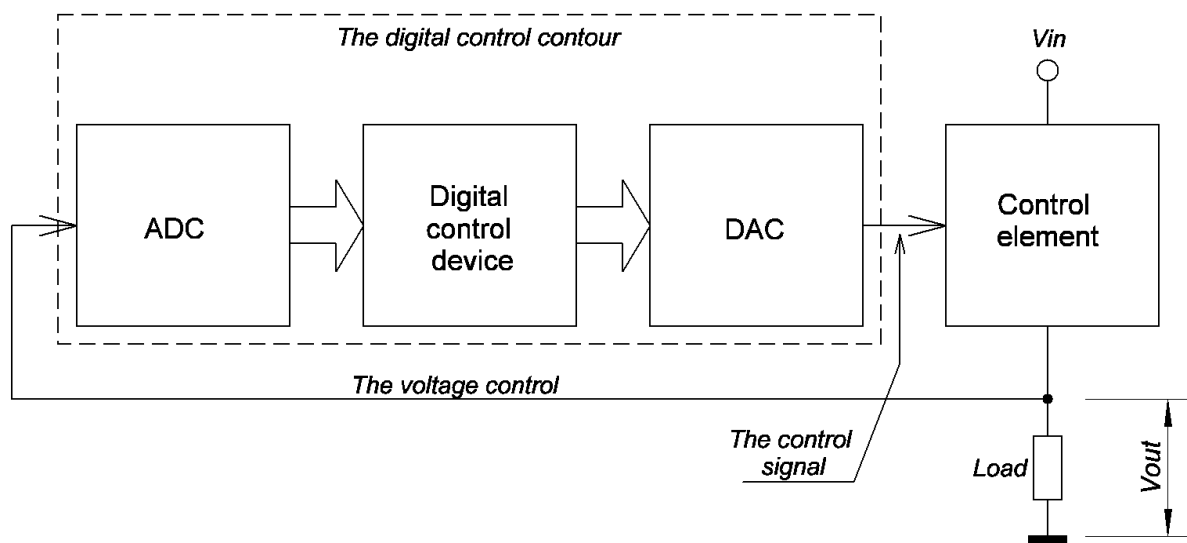 The digital control contour
Vin
ADC
Digital
control
device
DAC
Control
element
The voltage control
The control
signal
Load
Vout